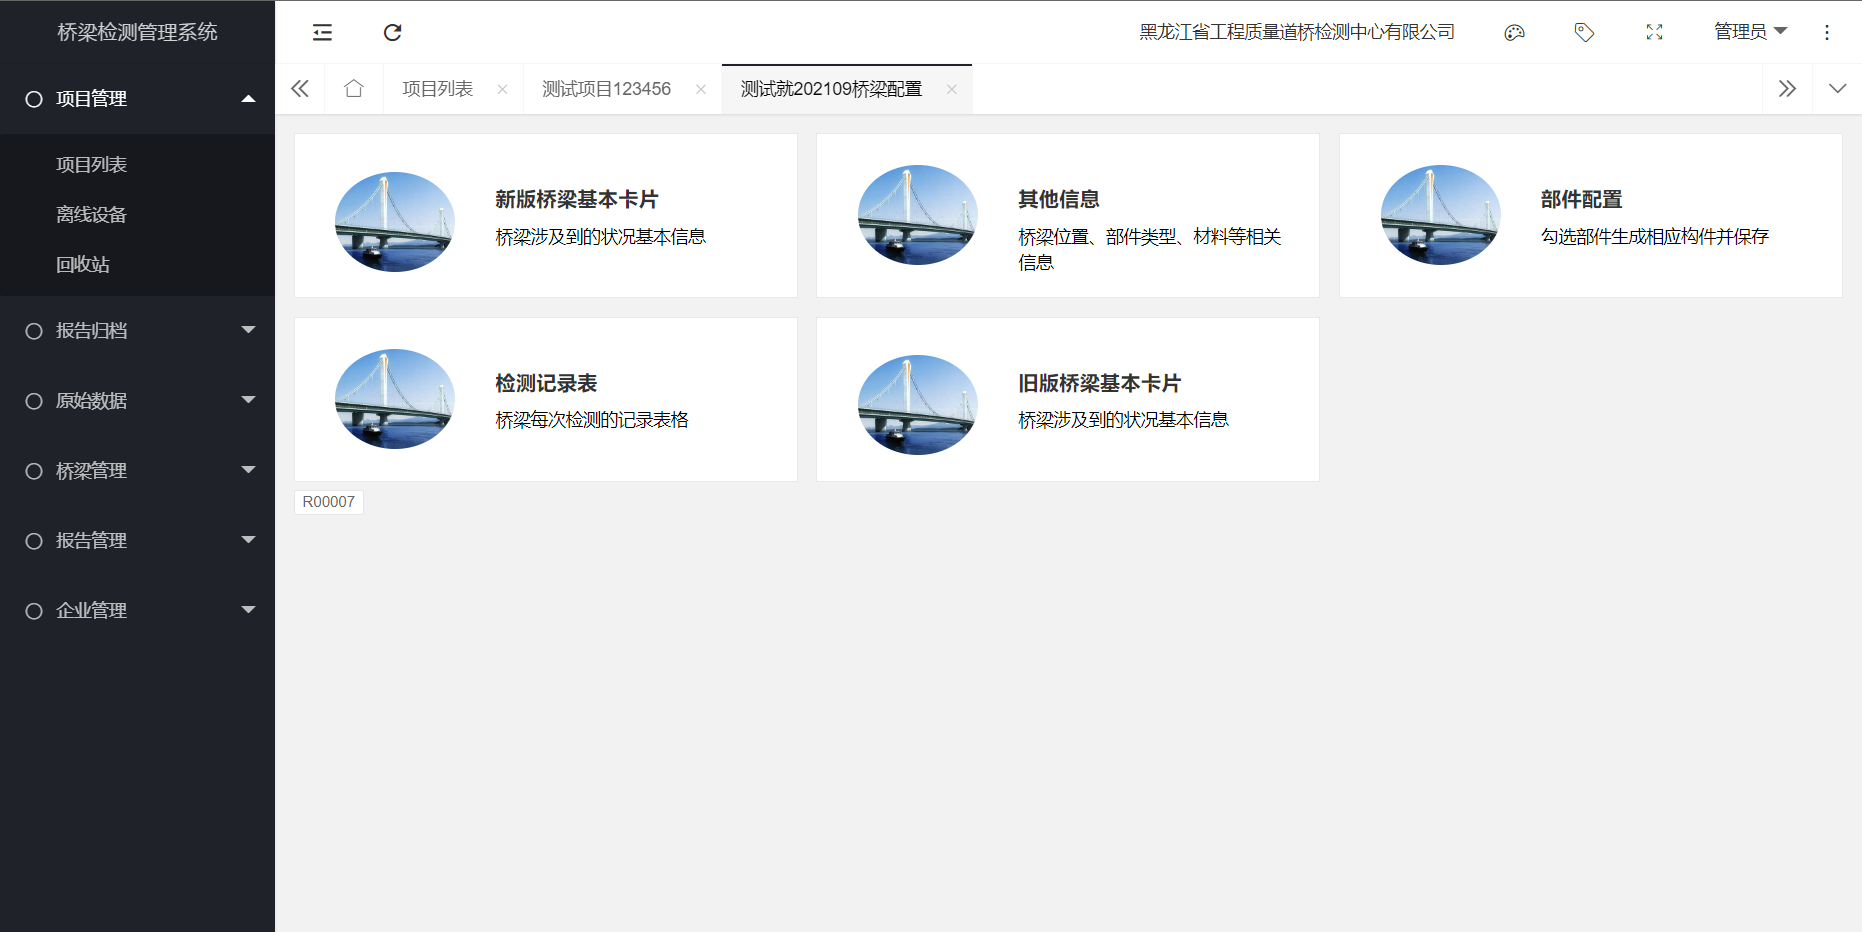 桥梁检测管理系统
黑龙江省工程质量道桥检测中心有限公司
管理员
项目管理
项目列表
离线设备
回收站
报告归档
原始数据
桥梁管理
报告管理
企业管理
项目列表
测试项目123456
测试就202109桥梁配置
新版桥梁基本卡片
桥梁涉及到的状况基本信息
其他信息
桥梁位置、部件类型、材料等相关
信息
部件配置
勾选部件生成相应构件并保存
检测记录表
桥梁每次检测的记录表格
旧版桥梁基本卡片
桥梁涉及到的状况基本信息
R00007